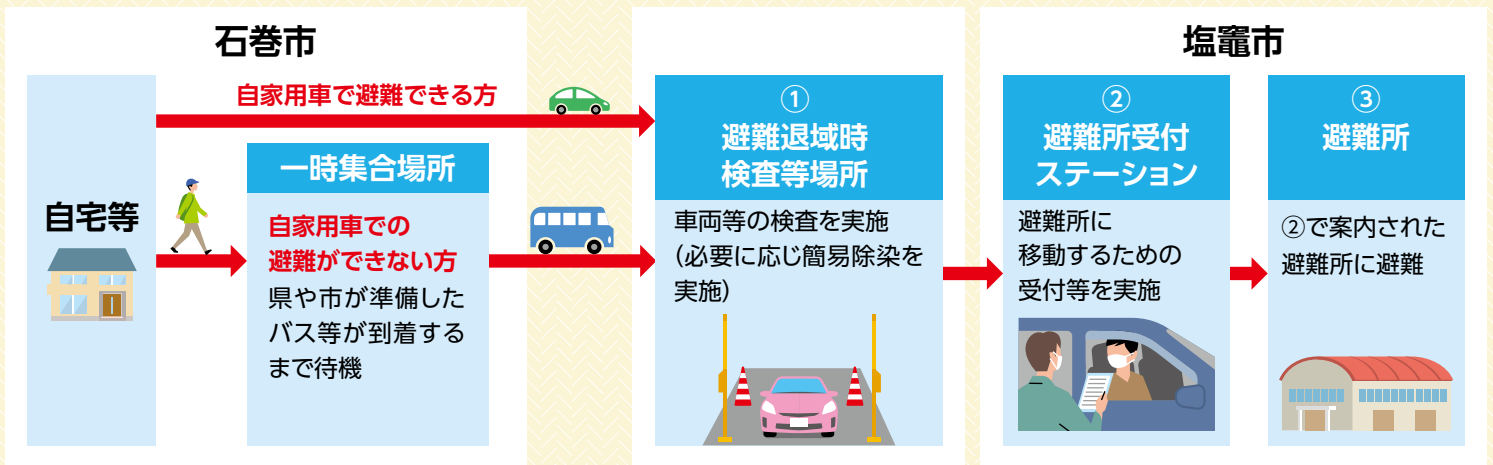 石巻市
自家用車で避難できる方
自宅等
一時集合場所
自家用車での
避難ができない方
県や市が準備した
バス等が到着する
まで待機
①
避難退域時
検査等場所
車両等の検査を実施
(必要に応じ簡易除染を
実施)
塩竈市
②
避難所受付
ステーション
避難所に
移動するための
受付等を実施
③
避難所
②で案内された
避難所に避難